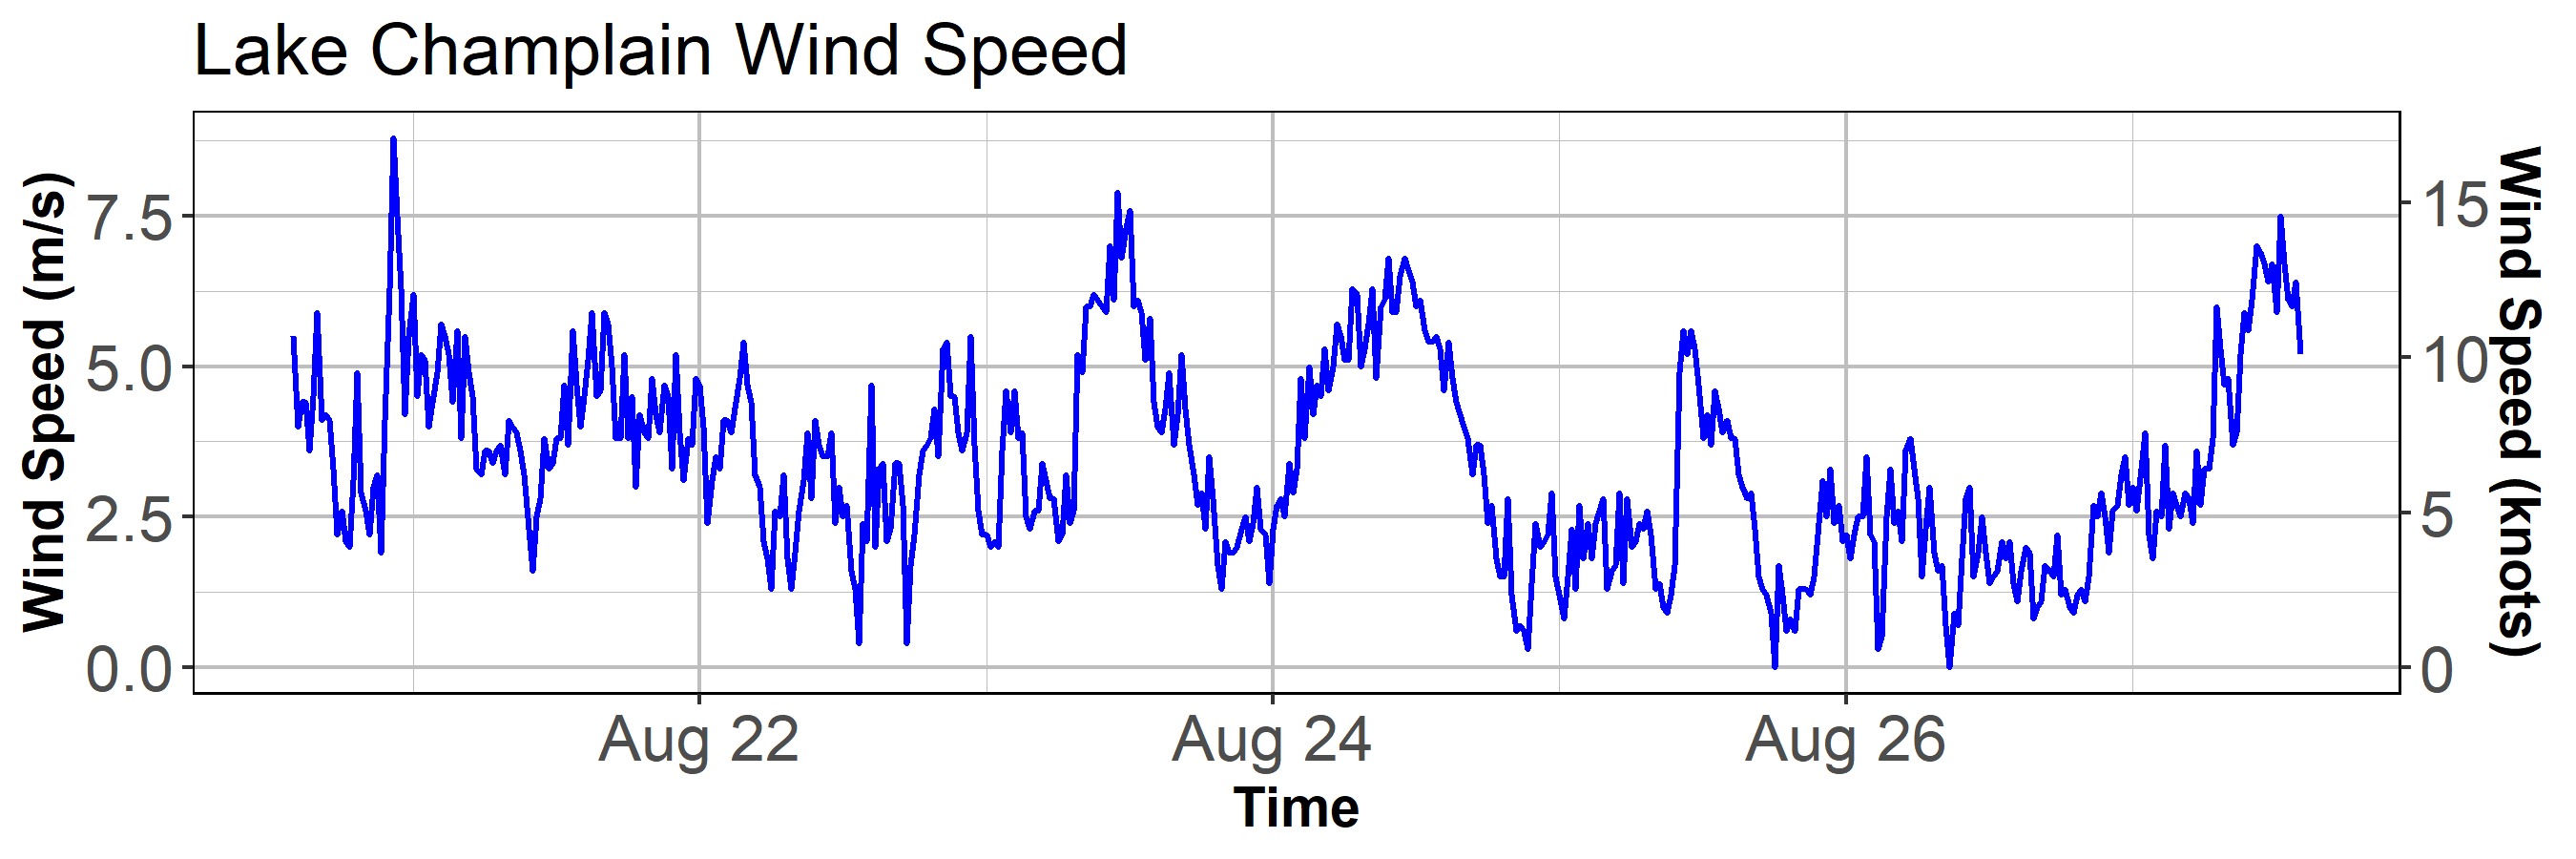 Lake Champlain Wind Speed
Wind Speed (m/s)
7.5
5.0
2.5
0.0
15
10
5
0
Wind Speed (knots)
Aug 22
Aug 24
Aug 26
Time